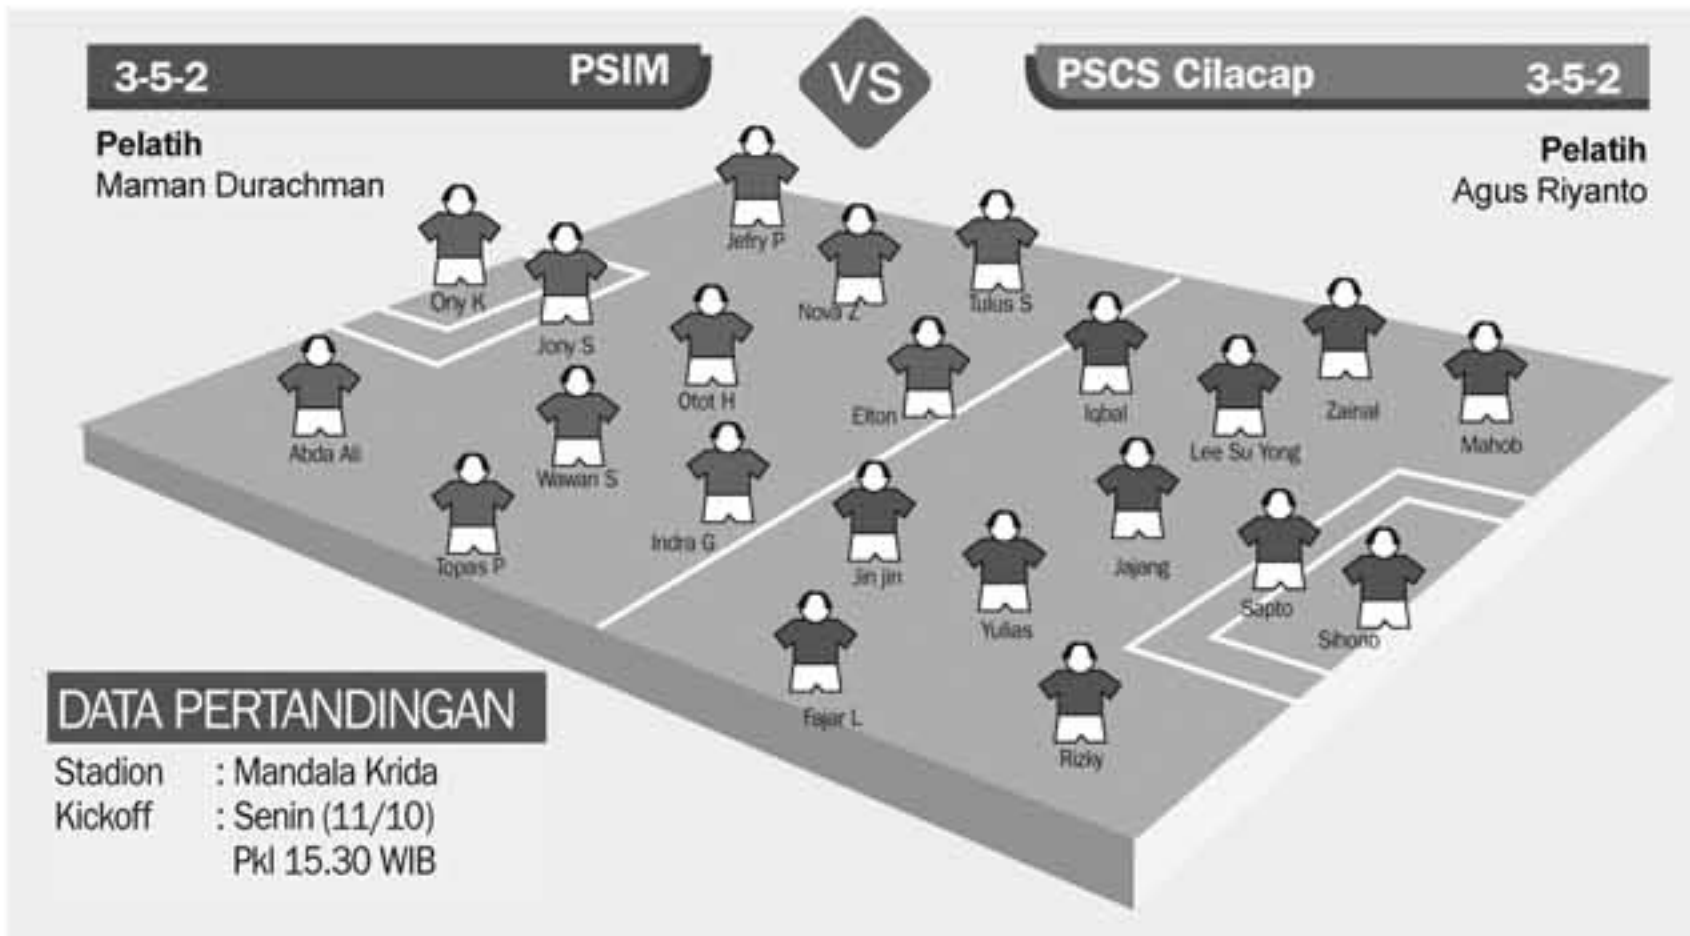 3-5-2 PSIM VS PSCS Cilacap 3-5-2
Pelatih
Maman Durachman
Pelatih
Agus Riyanto
Jefry P
Ony K
Nova Z
Tulus S
Jony S
Otot H
Elton
Iqbal
Zainal
Mahob
Abda Ali
Wawan S
Lee Su Yong
Indra G
Topas P
Jin jin
Jajang
Sapto
Yulias
Sihono
Fajar L
Rizky
DATA PERTANDINGAN
Stadion : Mandala Krida
Kickoff : Senin (11/10)
Pkl 15.30 WIB